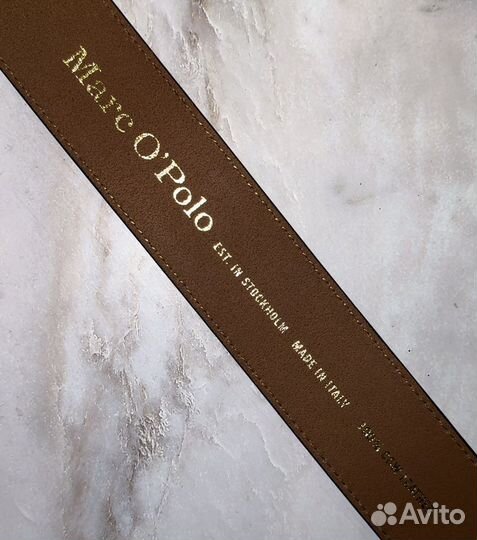 Marc O'Polo EST. IN STOCKHOLM MADE IN ITALY
Avito